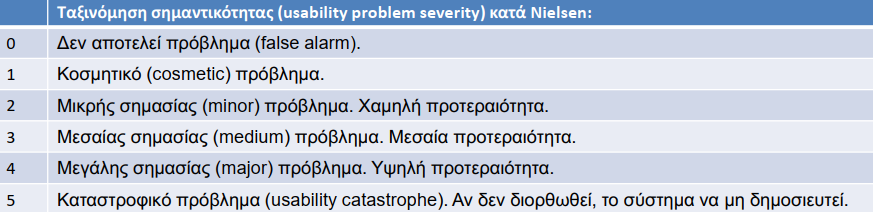 Ταξινόμηση σημαντικότητας (usability problem severity) κατά Nielsen:
0 Δεν αποτελεί πρόβλημα (false alarm).
1 Κοσμητικό (cosmetic) πρόβλημα.
2 Μικρής σημασίας (minor) πρόβλημα. Χαμηλή προτεραιότητα.
3 Μεσαίας σημασίας (medium) πρόβλημα. Μεσαία προτεραιότητα.
4 Μεγάλης σημασίας (major) πρόβλημα. Υψηλή προτεραιότητα.
5 Καταστροφικό πρόβλημα (usability catastrophe). Αν δεν διορθωθεί, το σύστημα να μη δημοσιευτεί.